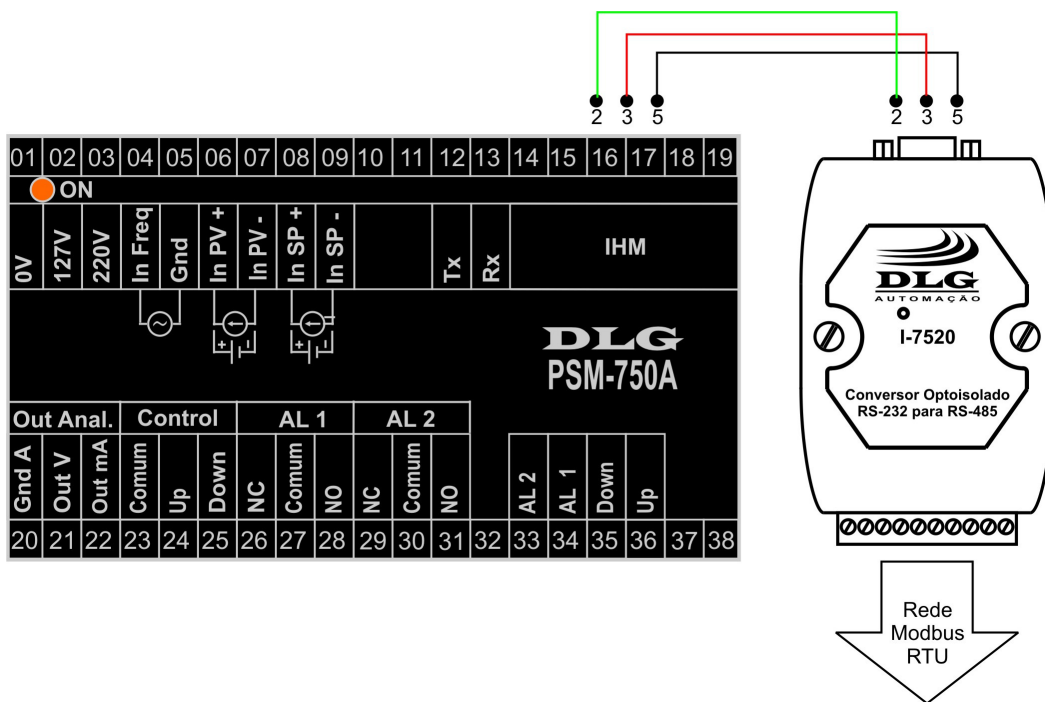 2 3 5 2 3 5
01 02 03 04 05 06 07 08 09 10 11 12 13 14 15 16 17 18 19
ON
0V 127V 220V In Freq Gnd In PV + In PV - In SP + In SP - Tx Rx IHM
+ - + -
DLG
PSM-750A
Out Anal. Control AL 1 AL 2
Gnd A Out V Out mA Comum Up Down NC Comum NO NC Comum NO AL 2 AL 1 Down Up
20 21 22 23 24 25 26 27 28 29 30 31 32 33 34 35 36 37 38
DLG
AUTOMAÇÃO
I-7520
Conversor Optoisolado
RS-232 para RS-485
Rede
Modbus
RTU